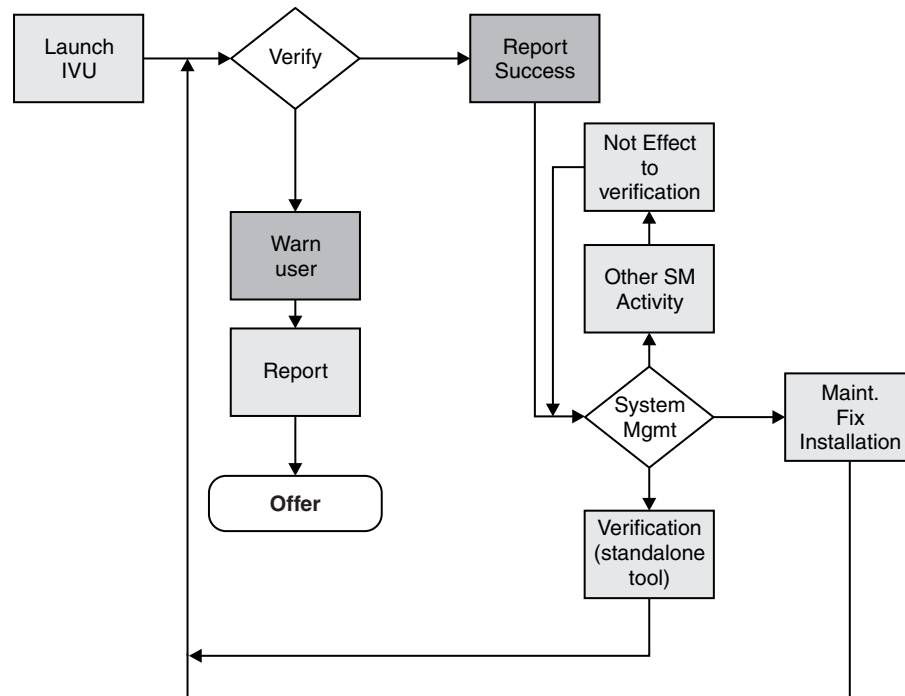 Launch
IVU
Verify
Report
Success
Not Effect
to
verification
Warn
user
Other SM
Activity
Report
System
Mgmt
Maint.
Fix
Installation
Offer
Verification
(standalone
tool)